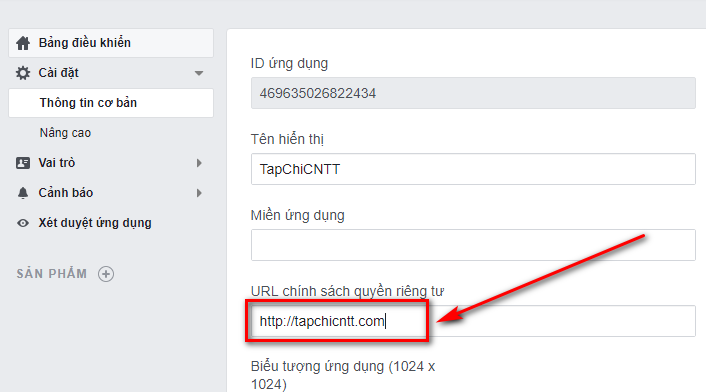 Bảng điều khiển
Cài đặt
Thông tin cơ bản
Nâng cao
Vai trò
Cảnh báo
Xét duyệt ứng dụng
SẢN PHẨM
ID ứng dụng
469635026822434
Tên hiển thị
TapChiCNTT
Miền ứng dụng
URL chính sách quyền riêng tư
http://tapchicntt.com
Biểu tượng ứng dụng (1024 x
1024)